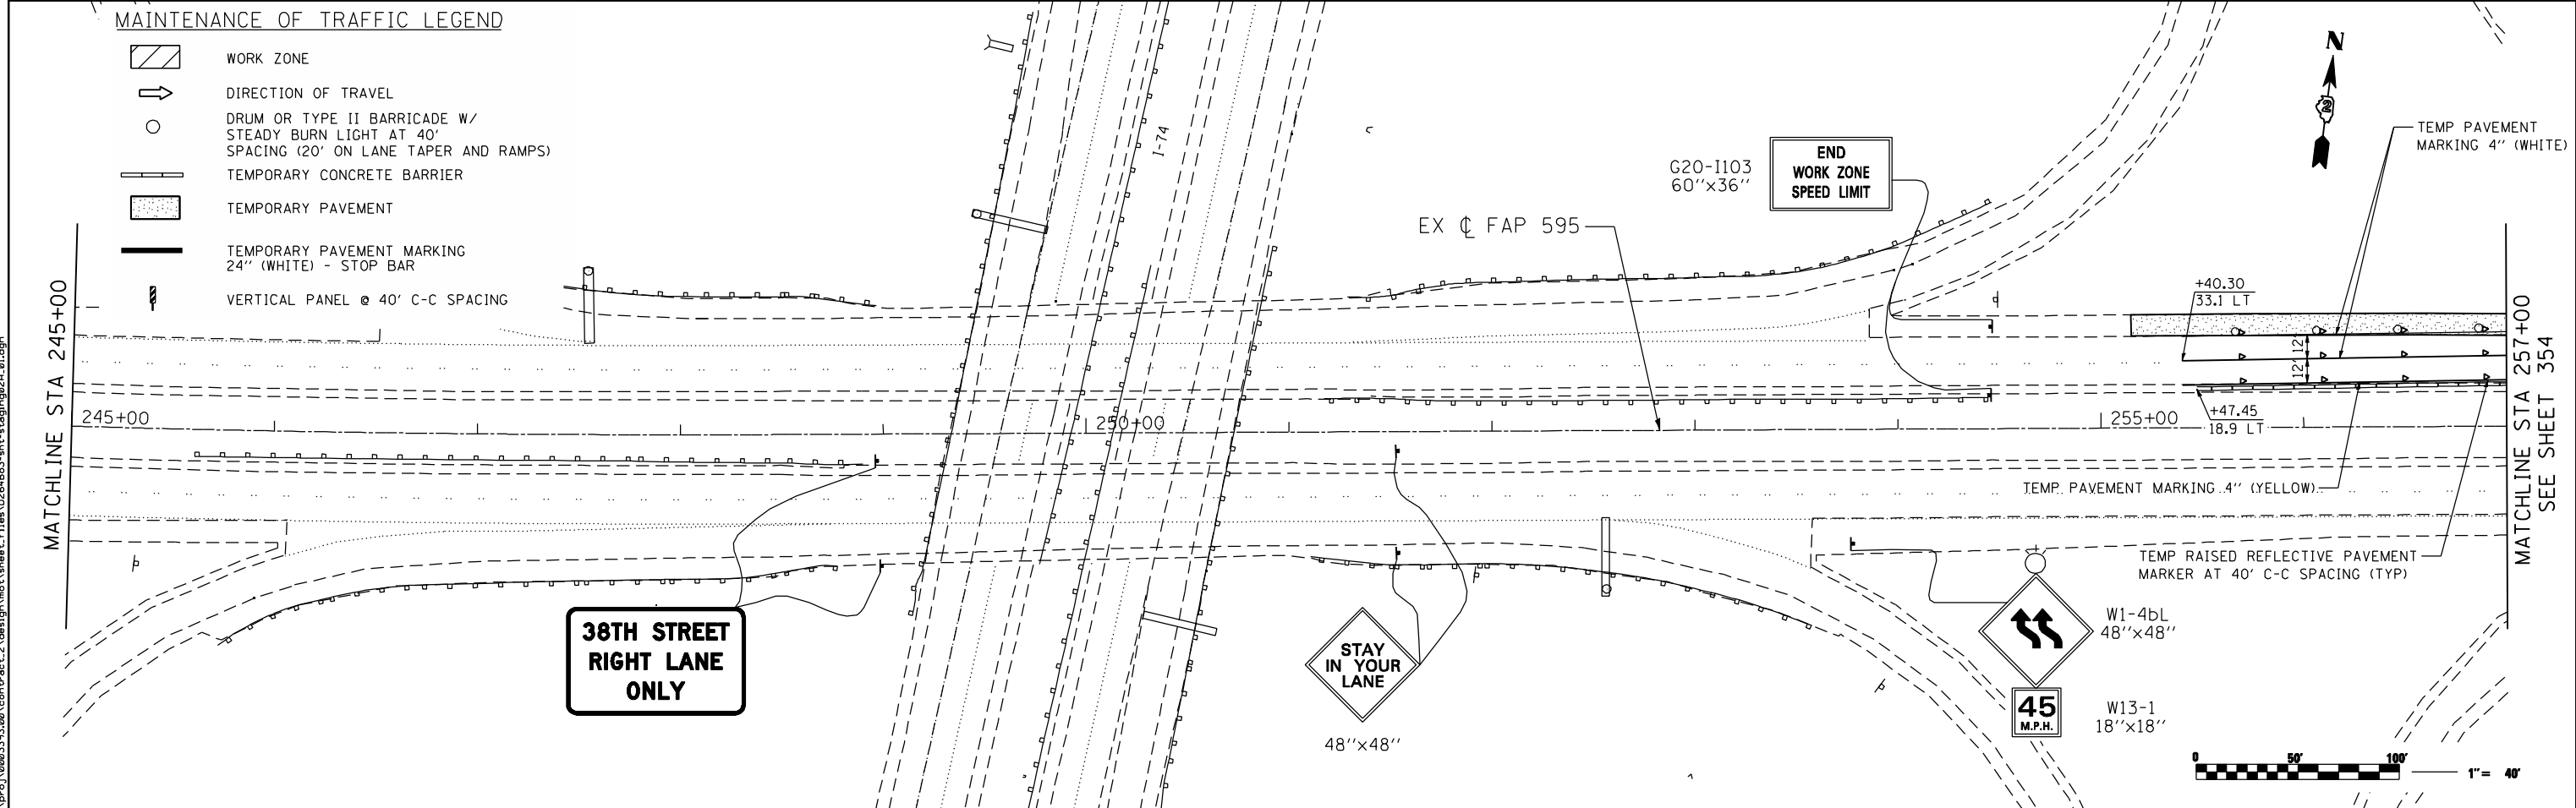 MAINTENANCE OF TRAFFIC LEGEND
WORK ZONE
DIRECTION OF TRAVEL
DRUM OR TYPE II BARRICADE W/
STEADY BURN LIGHT AT 40'
SPACING (20' ON LANE TAPER AND RAMPS)
TEMPORARY CONCRETE BARRIER
TEMPORARY PAVEMENT
TEMPORARY PAVEMENT MARKING
24'' (WHITE) - STOP BAR
VERTICAL PANEL @ 40' C-C SPACING
I-74
G20-I103
60''x36''
END
WORK ZONE
SPEED LIMIT
N
2
TEMP PAVEMENT
MARKING 4'' (WHITE)
EX ℄ FAP 595
+40.30
33.1 LT
12'
12'
MATCHLINE STA 245+00
245+00
250+00
255+00
+47.45
18.9 LT
MATCHLINE STA 257+00
SEE SHEET 354
TEMP PAVEMENT MARKING 4'' (YELLOW)
TEMP RAISED REFLECTIVE PAVEMENT
MARKER AT 40' C-C SPACING (TYP)
38TH STREET
RIGHT LANE
ONLY
STAY
IN YOUR
LANE
48''x48''
W1-4bL
48''x48''
45
M.P.H.
W13-1
18''x18''
0 50' 100'
1'' = 40'